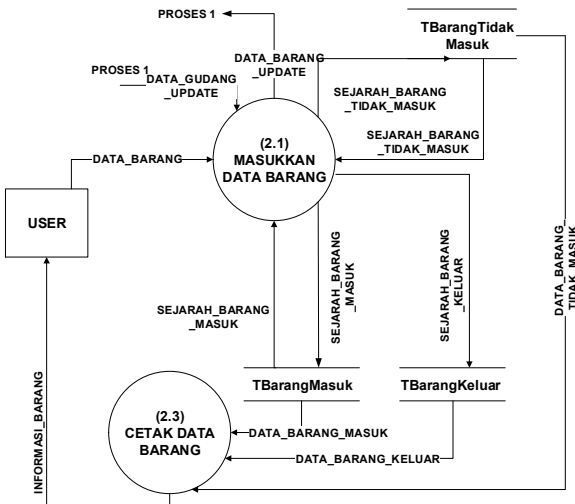 PROSES 1
TBarangTidak
Masuk
PROSES 1
DATA_GUDANG
_UPDATE
DATA_BARANG
_UPDATE
SEJARAH_BARANG
_TIDAK_MASUK
SEJARAH_BARANG
_TIDAK_MASUK
(2.1)
MASUKKAN
DATA BARANG
DATA_BARANG
USER
SEJARAH_BARANG
_MASUK
SEJARAH_BARANG
_MASUK
SEJARAH_BARANG
_KELUAR
DATA_BARANG_
TIDAK_MASUK
TBarangMasuk
TBarangKeluar
(2.3)
CETAK DATA
BARANG
DATA_BARANG_MASUK
DATA_BARANG_KELUAR
INFORMASI_BARANG